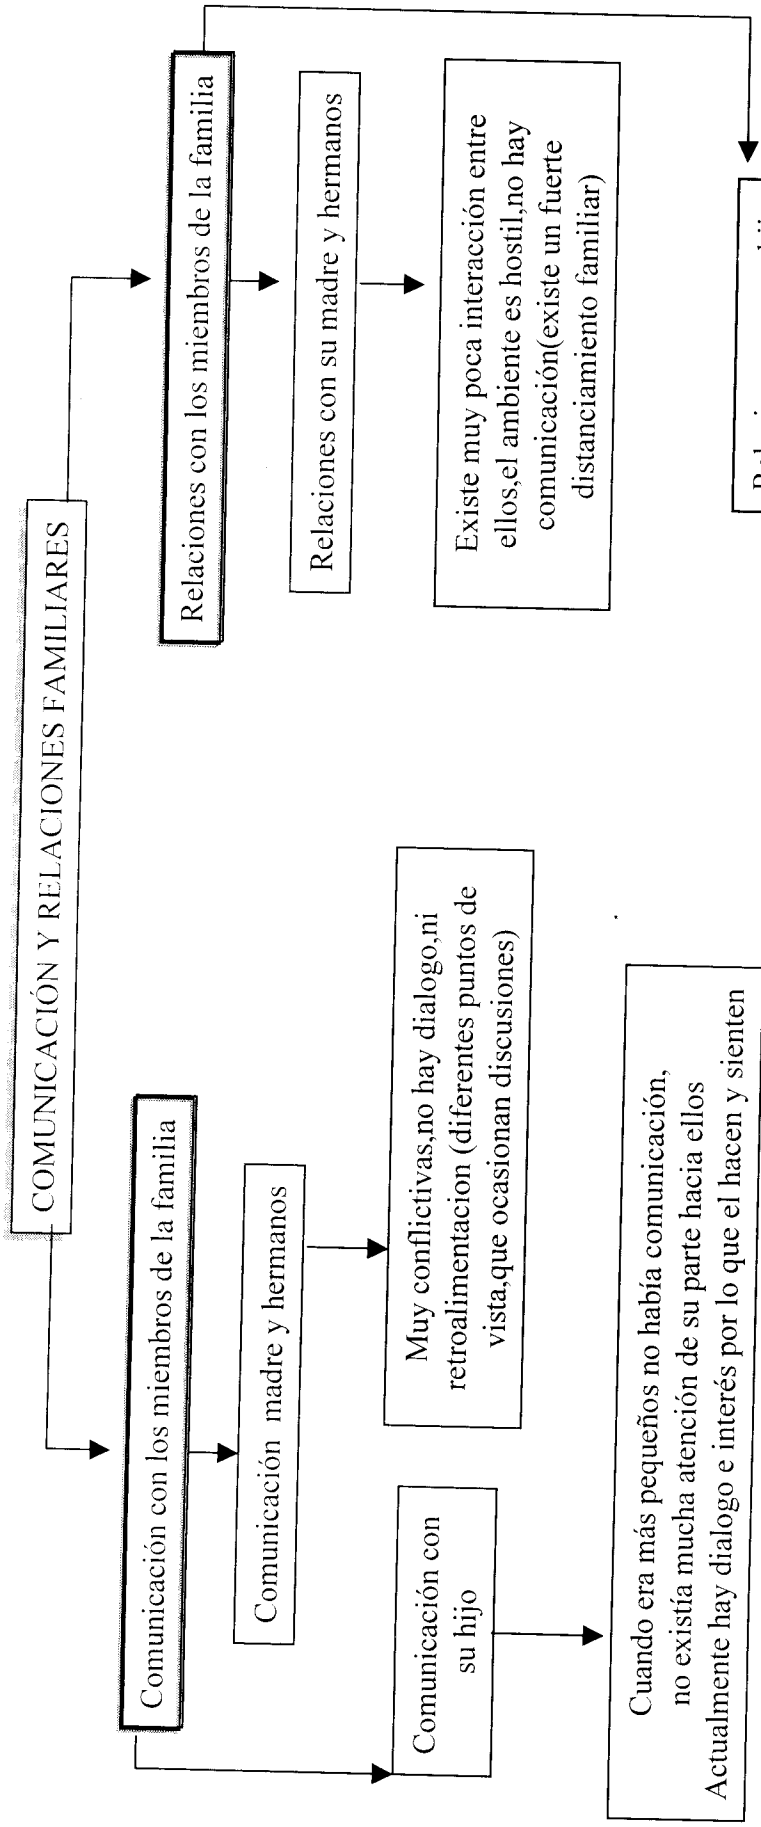 COMUNICACIÓN Y RELACIONES FAMILIARES
Comunicación con los miembros de la familia
Comunicación madre y hermanos
Muy conflictivas,no hay dialogo,ni
retroalimentacion (diferentes puntos de
vista,que ocasionan discusiones)
Comunicación con
su hijo
Cuando era más pequeños no había comunicación,
no existía mucha atención de su parte hacia ellos
Actualmente hay dialogo e interés por lo que el hacen y sienten
Relaciones con los miembros de la familia
Relaciones con su madre y hermanos
Existe muy poca interacción entre
ellos,el ambiente es hostil,no hay
comunicación(existe un fuerte
distanciamiento familiar)